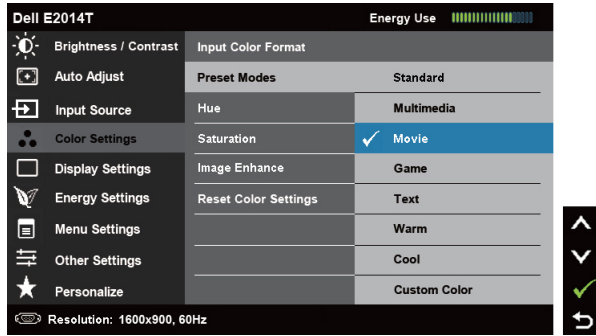 Dell E2014T Energy Use
Brightness / Contrast Input Color Format
Auto Adjust Preset Modes Standard
Input Source Hue Multimedia
Color Settings Saturation Movie
Display Settings Image Enhance Game
Energy Settings Reset Color Settings Text
Menu Settings Warm
Other Settings Cool
Personalize Custom Color
Resolution: 1600x900, 60Hz